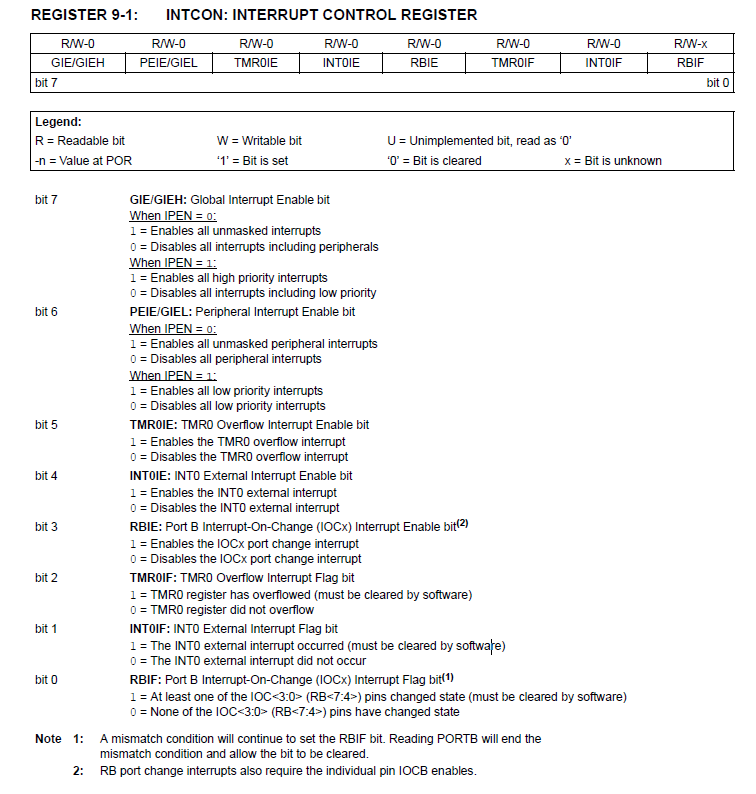 REGISTER 9-1: INTCON: INTERRUPT CONTROL REGISTER
R/W-0 R/W-0 R/W-0 R/W-0 R/W-0 R/W-0 R/W-0 R/W-x
GIE/GIEH PEIE/GIEL TMR0IE INT0IE RBIE TMR0IF INT0IF RBIF
bit 7 bit 0
Legend:
R = Readable bit W = Writable bit U = Unimplemented bit, read as ‘0’
-n = Value at POR ‘1’ = Bit is set ‘0’ = Bit is cleared x = Bit is unknown
bit 7 GIE/GIEH: Global Interrupt Enable bit
When IPEN = 0:
1 = Enables all unmasked interrupts
0 = Disables all interrupts including peripherals
When IPEN = 1:
1 = Enables all high priority interrupts
0 = Disables all interrupts including low priority
bit 6 PEIE/GIEL: Peripheral Interrupt Enable bit
When IPEN = 0:
1 = Enables all unmasked peripheral interrupts
0 = Disables all peripheral interrupts
When IPEN = 1:
1 = Enables all low priority interrupts
0 = Disables all low priority interrupts
bit 5 TMR0IE: TMR0 Overflow Interrupt Enable bit
1 = Enables the TMR0 overflow interrupt
0 = Disables the TMR0 overflow interrupt
bit 4 INT0IE: INT0 External Interrupt Enable bit
1 = Enables the INT0 external interrupt
0 = Disables the INT0 external interrupt
bit 3 RBIE: Port B Interrupt-On-Change (IOCx) Interrupt Enable bit(2)
1 = Enables the IOCx port change interrupt
0 = Disables the IOCx port change interrupt
bit 2 TMR0IF: TMR0 Overflow Interrupt Flag bit
1 = TMR0 register has overflowed (must be cleared by software)
0 = TMR0 register did not overflow
bit 1 INT0IF: INT0 External Interrupt Flag bit
1 = The INT0 external interrupt occurred (must be cleared by software)
0 = The INT0 external interrupt did not occur
bit 0 RBIF: Port B Interrupt-On-Change (IOCx) Interrupt Flag bit(1)
1 = At least one of the IOC<3:0> (RB<7:4>) pins changed state (must be cleared by software)
0 = None of the IOC<3:0> (RB<7:4>) pins have changed state
Note 1: A mismatch condition will continue to set the RBIF bit. Reading PORTB will end the
mismatch condition and allow the bit to be cleared.
2: RB port change interrupts also require the individual pin IOCB enables.